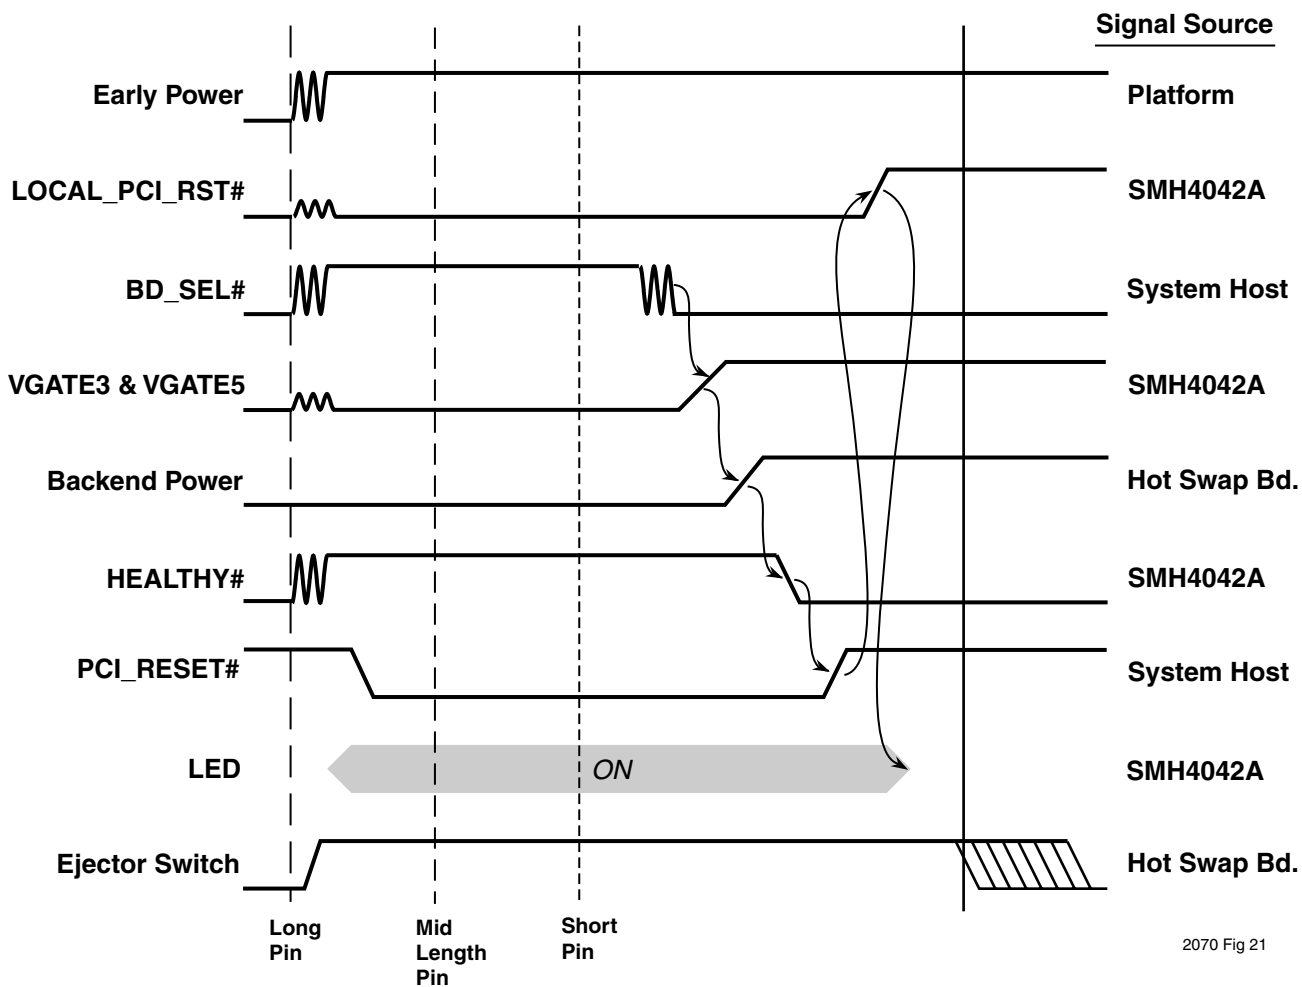 Signal Source
Early Power
Platform
LOCAL_PCI_RST#
SMH4042A
BD_SEL#
System Host
VGATE3 & VGATE5
SMH4042A
Backend Power
Hot Swap Bd.
HEALTHY#
SMH4042A
PCI_RESET#
System Host
LED
ON
SMH4042A
Ejector Switch
Hot Swap Bd.
Long
Pin
Mid
Length
Pin
Short
Pin
2070 Fig 21